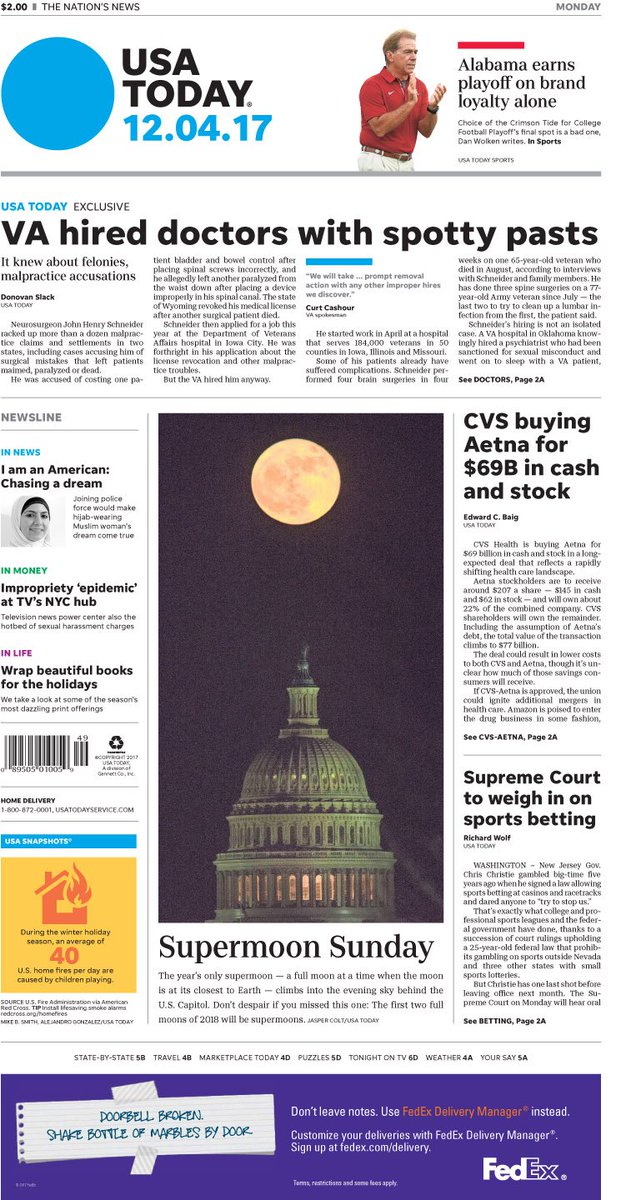 $2.00 ▮ THE NATION'S NEWS
MONDAY
USA
TODAY®
12.04.17
Alabama earns
playoff on brand
loyalty alone
Choice of the Crimson Tide for College
Football Playoff's final spot is a bad one,
Dan Wolken writes. In Sports
USA TODAY SPORTS
USA TODAY EXCLUSIVE
VA hired doctors with spotty pasts
It knew about felonies,
malpractice accusations
Donovan Slack
USA TODAY
Neurosurgeon John Henry Schneider
racked up more than a dozen malprac-
tice claims and settlements in two
states, including cases accusing him of
surgical mistakes that left patients
maimed, paralyzed or dead.
He was accused of costing one pa-
tient bladder and bowel control after
placing spinal screws incorrectly, and
he allegedly left another paralyzed from
the waist down after placing a device
improperly in his spinal canal. The state
of Wyoming revoked his medical license
after another surgical patient died.
Schneider then applied for a job this
year at the Department of Veterans
Affairs hospital in Iowa City. He was
forthright in his application about the
license revocation and other malprac-
tice troubles.
But the VA hired him anyway.
"We will take ... prompt removal
action with any other improper hires
we discover."
Curt Cashour
VA spokesman
He started work in April at a hospital
that serves 184,000 veterans in 50
counties in Iowa, Illinois and Missouri.
Some of his patients already have
suffered complications. Schneider per-
formed four brain surgeries in four
weeks on one 65-year-old veteran who
died in August, according to interviews
with Schneider and family members. He
has done three spine surgeries on a 77-
year-old Army veteran since July — the
last two to try to clean up a lumbar in-
fection from the first, the patient said.
Schneider's hiring is not an isolated
case. A VA hospital in Oklahoma know-
ingly hired a psychiatrist who had been
sanctioned for sexual misconduct and
went on to sleep with a VA patient,
See DOCTORS, Page 2A
NEWSLINE
IN NEWS
I am an American:
Chasing a dream
Joining police
force would make
hijab-wearing
Muslim woman's
dream come true
IN MONEY
Impropriety 'epidemic'
at TV's NYC hub
Television news power center also the
hotbed of sexual harassment charges
IN LIFE
Wrap beautiful books
for the holidays
We take a look at some of the season's
most dazzling print offerings
49
0 89505 01005 9
©COPYRIGHT 2017
USA TODAY,
A division of
Gannett Co., Inc.
HOME DELIVERY
1-800-872-0001, USATODAYSERVICE.COM
USA SNAPSHOTS®
During the winter holiday
season, an average of
40
U.S. home fires per day are
caused by children playing.
SOURCE U.S. Fire Administration via American
Red Cross. TIP Install lifesaving smoke alarms
redcross.org/homefires
MIKE B. SMITH, ALEJANDRO GONZALEZ/USA TODAY
Supermoon Sunday
The year's only supermoon — a full moon at a time when the moon
is at its closest to Earth — climbs into the evening sky behind the
U.S. Capitol. Don't despair if you missed this one: The first two full
moons of 2018 will be supermoons. JASPER COLT/USA TODAY
CVS buying
Aetna for
$69B in cash
and stock
Edward C. Baig
USA TODAY
CVS Health is buying Aetna for
$69 billion in cash and stock in a long-
expected deal that reflects a rapidly
shifting health care landscape.
Aetna stockholders are to receive
around $207 a share — $145 in cash
and $62 in stock — and will own about
22% of the combined company. CVS
shareholders will own the remainder.
Including the assumption of Aetna's
debt, the total value of the transaction
climbs to $77 billion.
The deal could result in lower costs
to both CVS and Aetna, though it's un-
clear how much of those savings con-
sumers will receive.
If CVS-Aetna is approved, the union
could ignite additional mergers in
health care. Amazon is poised to enter
the drug business in some fashion,
See CVS-AETNA, Page 2A
Supreme Court
to weigh in on
sports betting
Richard Wolf
USA TODAY
WASHINGTON – New Jersey Gov.
Chris Christie gambled big-time five
years ago when he signed a law allowing
sports betting at casinos and racetracks
and dared anyone to "try to stop us."
That's exactly what college and pro-
fessional sports leagues and the feder-
al government have done, thanks to a
succession of court rulings upholding
a 25-year-old federal law that prohib-
its gambling on sports outside Nevada
and three other states with small
sports lotteries.
But Christie has one last shot before
leaving office next month. The Su-
preme Court on Monday will hear oral
See BETTING, Page 2A
STATE-BY-STATE 5B TRAVEL 4B MARKETPLACE TODAY 4D PUZZLES 5D TONIGHT ON TV 6D WEATHER 4A YOUR SAY 5A
DOORBELL BROKEN.
SHAKE BOTTLE OF MARBLES BY DOOR
Don't leave notes. Use FedEx Delivery Manager® instead.
Customize your deliveries with FedEx Delivery Manager®.
Sign up at fedex.com/delivery.
Terms, restrictions and some fees apply.
FedEx®